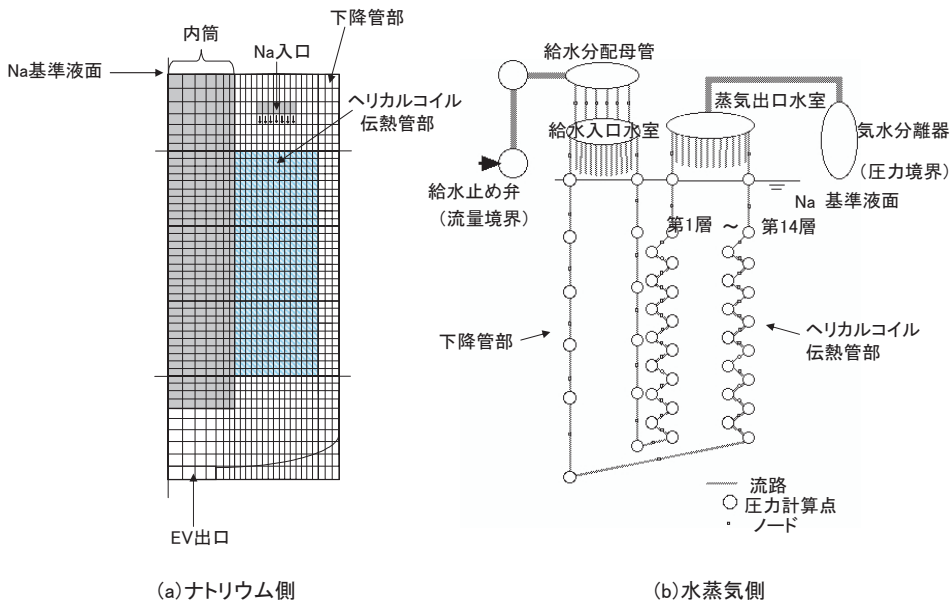 下降管部
内筒
Na入口
Na基準液面
ヘリカルコイル
伝熱管部
EV出口
(a)ナトリウム側
給水分配母管
蒸気出口水室
給水入口水室
気水分離器
(圧力境界)
給水止め弁
(流量境界)
Na 基準液面
第1層 ~ 第14層
下降管部
ヘリカルコイル
伝熱管部
流路
圧力計算点
ノード
(b)水蒸気側